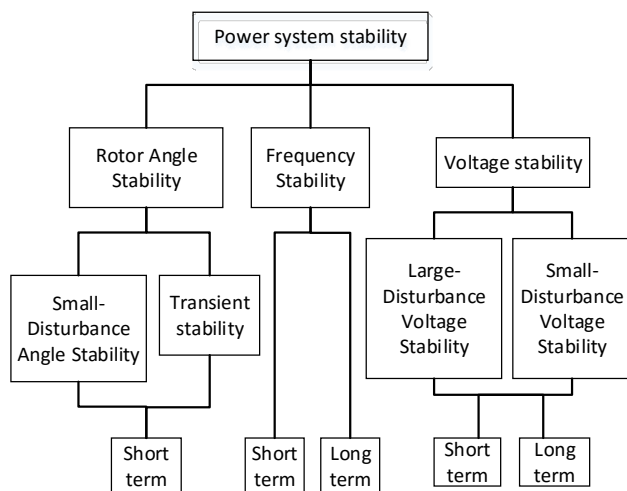 Power system stability
Rotor Angle
Stability
Frequency
Stability
Voltage stability
Small-
Disturbance
Angle Stability
Transient
stability
Large-
Disturbance
Voltage
Stability
Small-
Disturbance
Voltage
Stability
Short
term
Short
term
Long
term
Short
term
Long
term